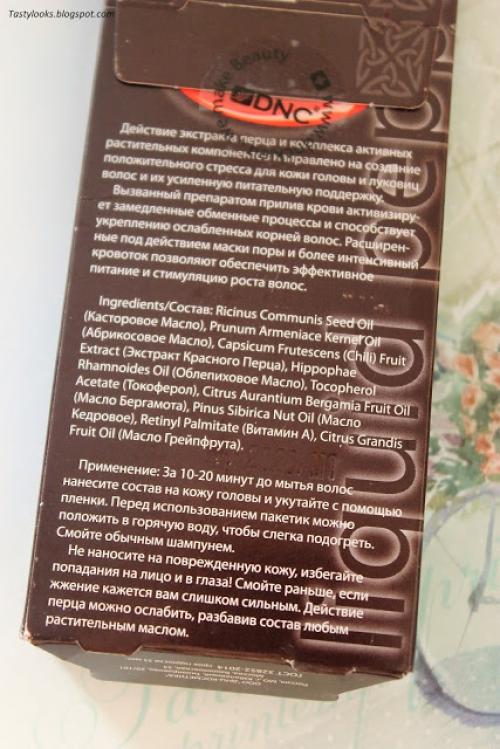 Tastylooks.blogspot.com
make Beauty
DNC
Действие экстракта перца и комплекса активных
растительных компонентов направлено на создание
положительного стресса для кожи головы и луковиц
волос и их усиленную питательную поддержку.
Вызванный препаратом прилив крови активизиру-
ет замедленные обменные процессы и способствует
укреплению ослабленных корней волос. Расширен-
ные под действием маски поры и более интенсивный
кровоток позволяют обеспечить эффективное
питание и стимуляцию роста волос.
Ingredients/Состав: Ricinus Communis Seed Oil
(Касторовое Масло), Prunum Armeniace Kernel Oil
(Абрикосовое Масло), Capsicum Frutescens (Chili) Fruit
Extract (Экстракт Красного Перца), Hippophae
Rhamnoides Oil (Облепиховое Масло), Tocopherol
Acetate (Токоферол), Citrus Aurantium Bergamia Fruit Oil
(Масло Бергамота), Pinus Sibirica Nut Oil (Масло
Кедровое), Retinyl Palmitate (Витамин А), Citrus Grandis
Fruit Oil (Масло Грейпфрута).
Применение: За 10-20 минут до мытья волос
нанесите состав на кожу головы и укутайте с помощью
пленки. Перед использованием пакетик можно
положить в горячую воду, чтобы слегка подогреть.
Смойте обычным шампунем.
Не наносите на поврежденную кожу, избегайте
попадания на лицо и в глаза! Смойте раньше, если
жжение кажется вам слишком сильным. Действие
перца можно ослабить, разбавив состав любым
растительным маслом.
liquid pepp
ГОСТ 32852-2014